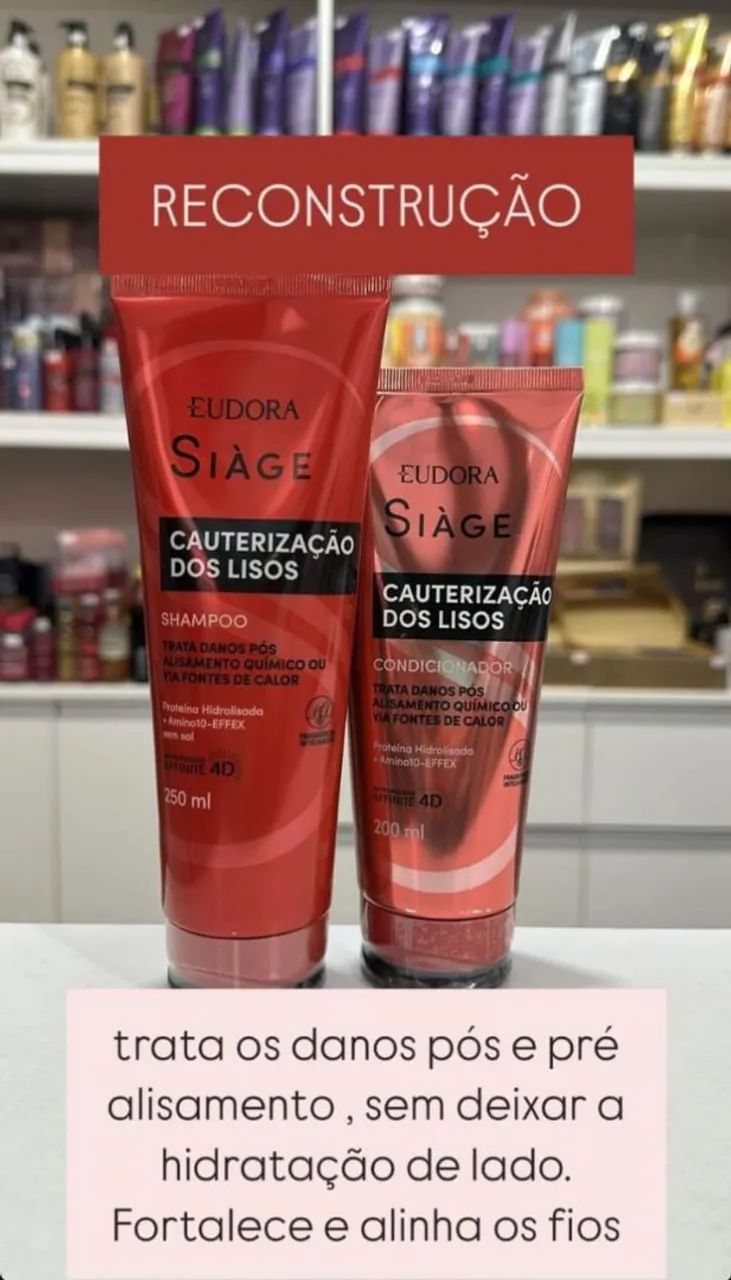 RECONSTRUÇÃO
EUDORA
SIÀGE
CAUTERIZAÇÃO
DOS LISOS
SHAMPOO
TRATA DANOS PÓS
ALISAMENTO QUÍMICO OU
VIA FONTES DE CALOR
Proteína Hidrolisada
+ Amino10-EFFEX
sem sal
AFFINITÉ 4D
250 ml
EUDORA
SIÀGE
CAUTERIZAÇÃO
DOS LISOS
CONDICIONADOR
TRATA DANOS PÓS
ALISAMENTO QUÍMICO OU
VIA FONTES DE CALOR
Proteína Hidrolisada
+ Amino10-EFFEX
AFFINITÉ 4D
200 ml
trata os danos pós e pré
alisamento , sem deixar a
hidratação de lado.
Fortalece e alinha os fios